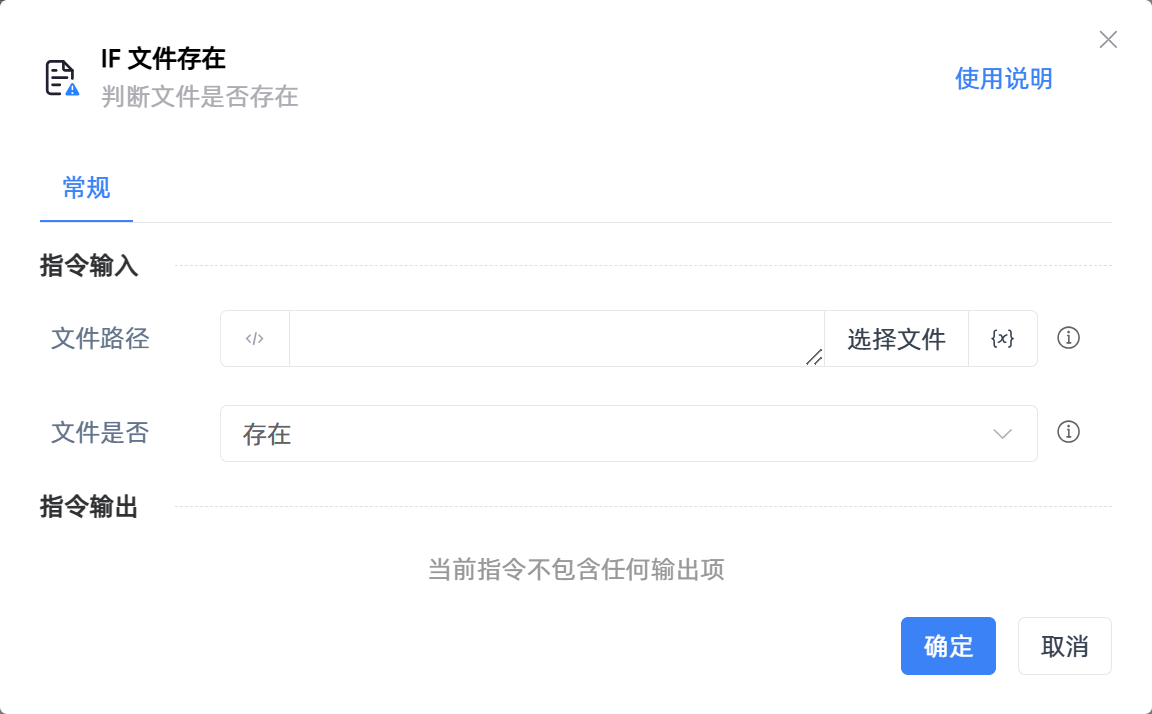 IF 文件存在
判断文件是否存在
使用说明
常规
指令输入
文件路径
</>
选择文件
{x}
文件是否
存在
指令输出
当前指令不包含任何输出项
确定
取消